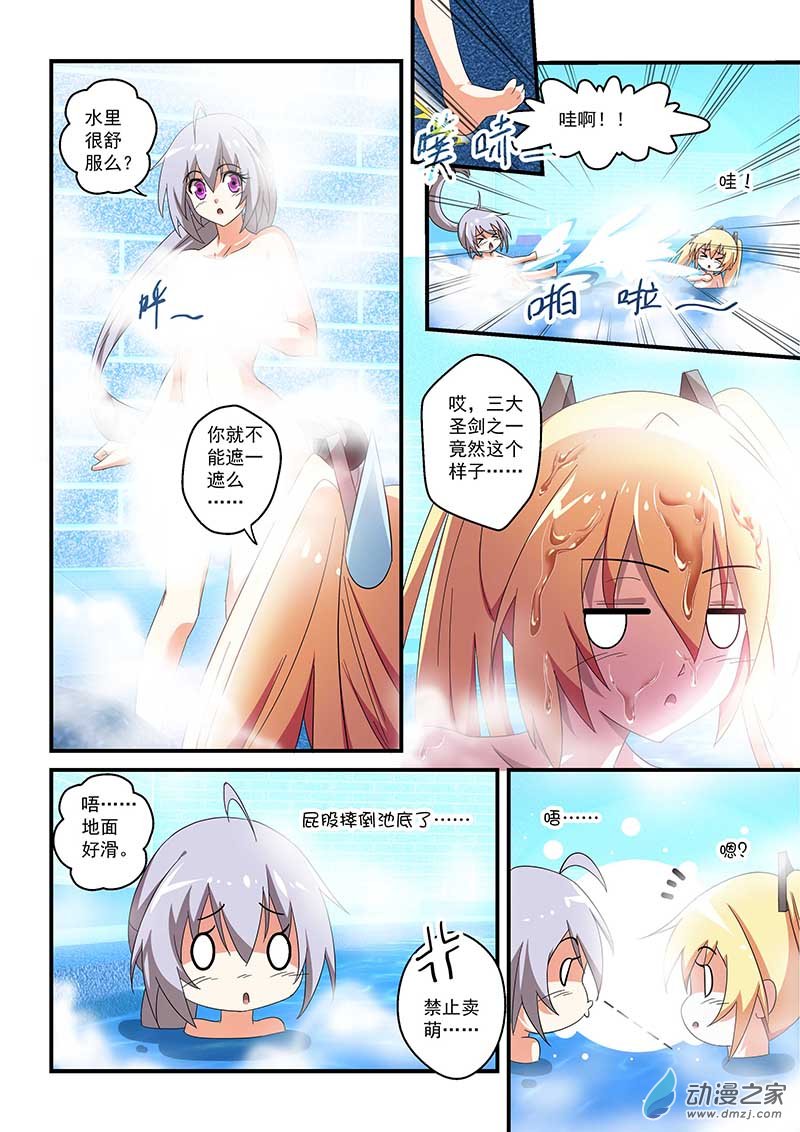 水里
很舒
服么？
呼～
你就不
能遮一
遮么
……
哇啊！！
哇！
啪啦～
哎，三大
圣剑之一
竟然这个
样子……
唔……
地面
好滑。
屁股摔倒池底了……
禁止卖
萌……
唔……
嗯？
动漫之家
www.dmzj.com